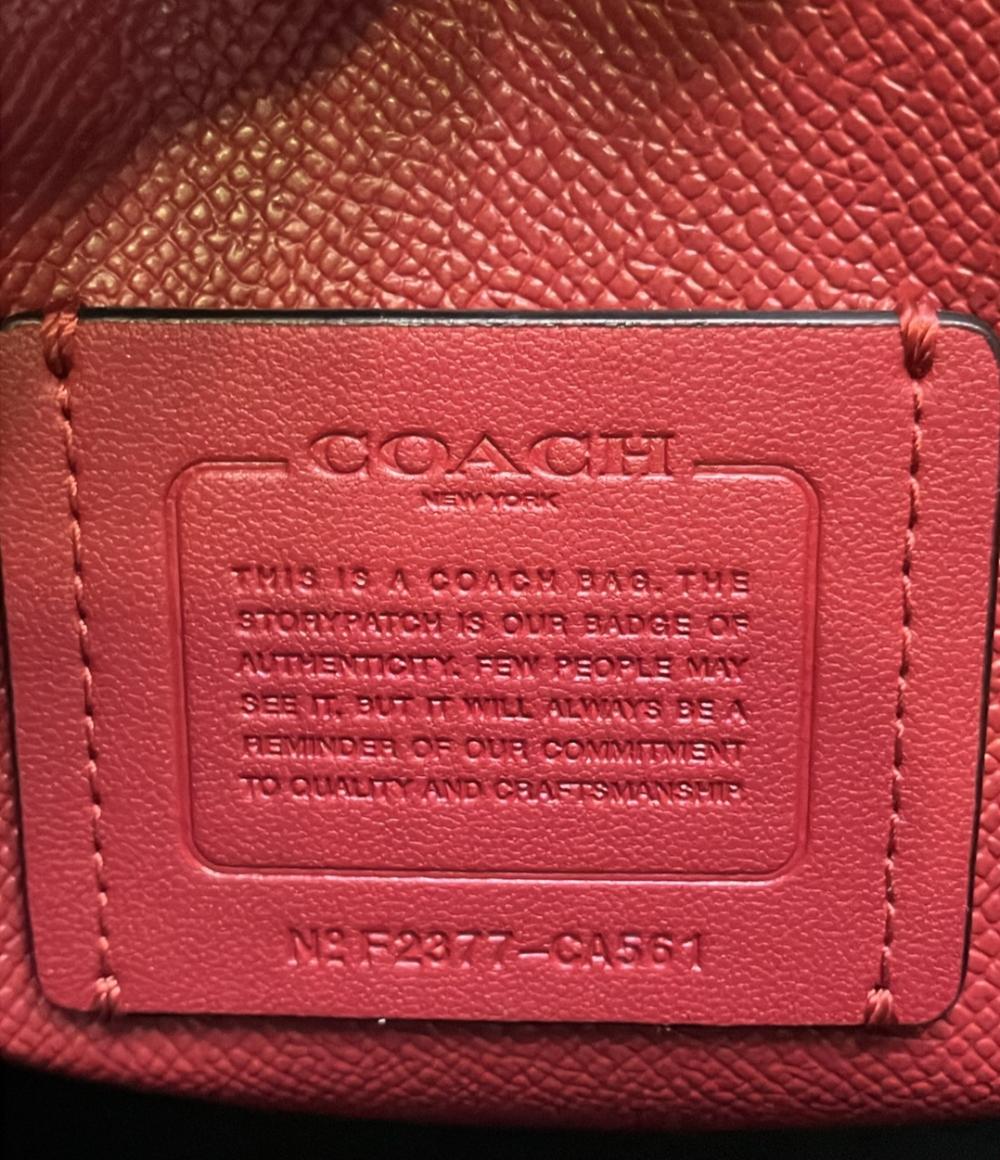 COACH
NEW YORK
THIS IS A COACH BAG. THE
STORYPATCH IS OUR BADGE OF
AUTHENTICITY. FEW PEOPLE MAY
SEE IT, BUT IT WILL ALWAYS BE A
REMINDER OF OUR COMMITMENT
TO QUALITY AND CRAFTSMANSHIP.
Nº F2377-CA561